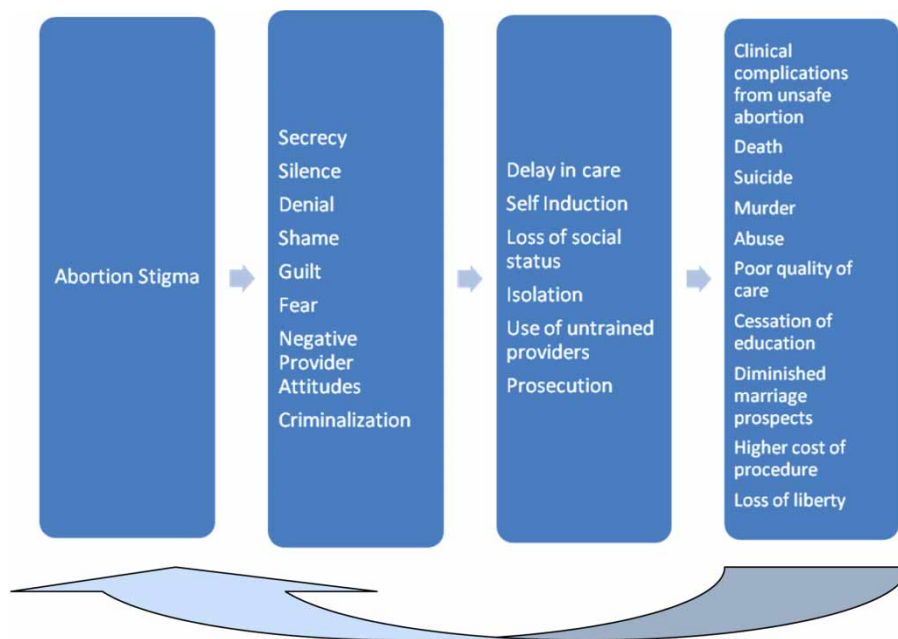 Abortion Stigma
Secrecy
Silence
Denial
Shame
Guilt
Fear
Negative
Provider
Attitudes
Criminalization
Delay in care
Self Induction
Loss of social
status
Isolation
Use of untrained
providers
Prosecution
Clinical
complications
from unsafe
abortion
Death
Suicide
Murder
Abuse
Poor quality of
care
Cessation of
education
Diminished
marriage
prospects
Higher cost of
procedure
Loss of liberty